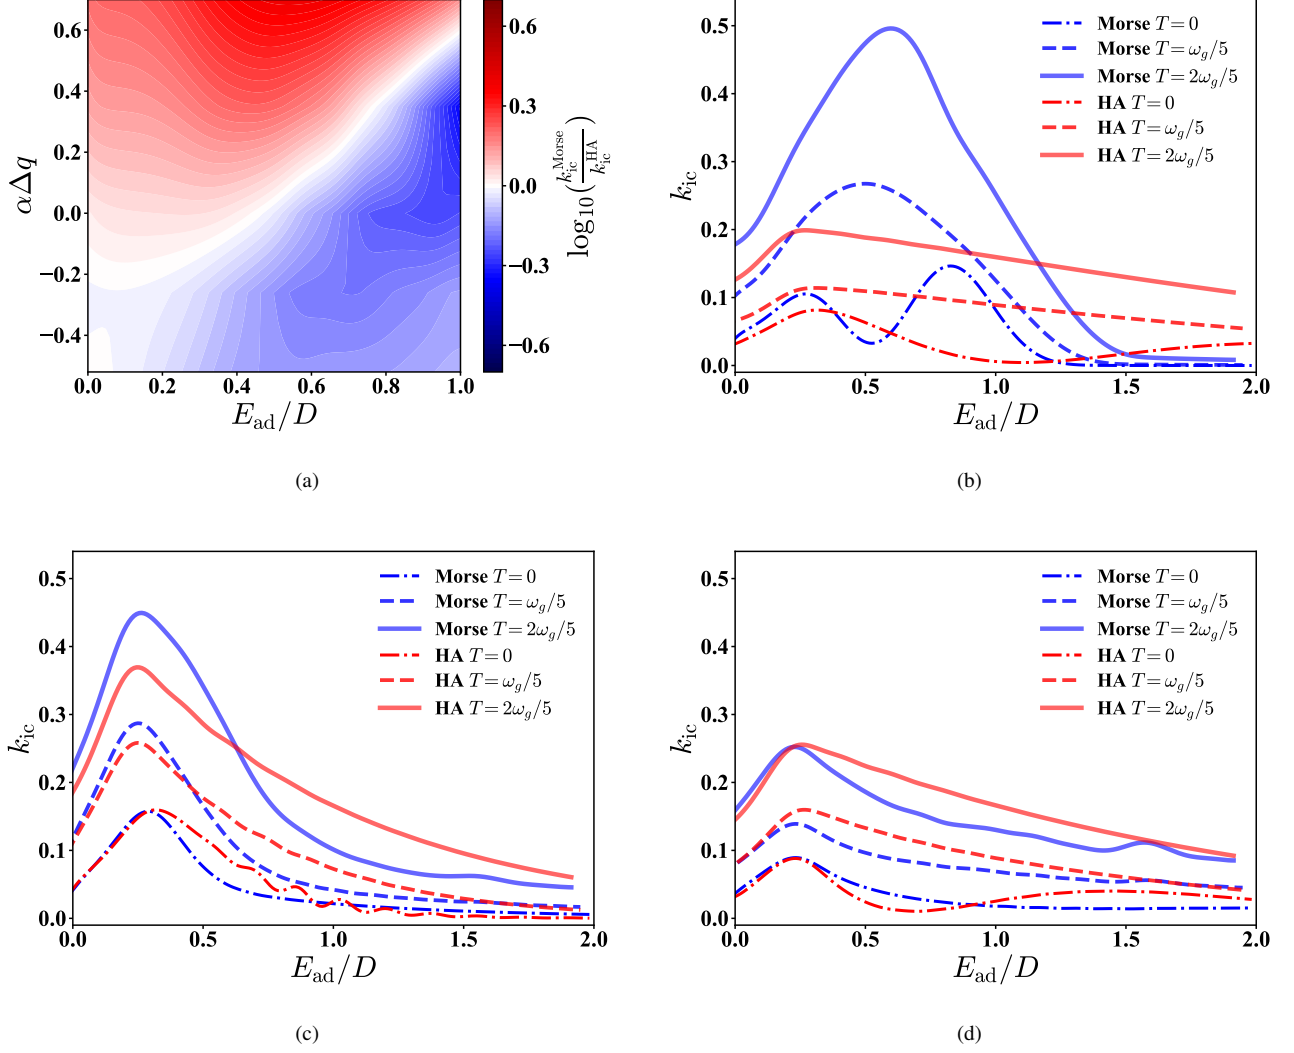 0.6
0.4
0.2
0.0
−0.2
−0.4
αΔq
0.0 0.2 0.4 0.6 0.8 1.0
E_ad/D
0.6
0.3
0.0
−0.3
−0.6
log₁₀(k_ic^Morse / k_ic^HA)
(a)
0.5
0.4
0.3
0.2
0.1
0.0
k_ic
Morse T = 0
Morse T = ω_g/5
Morse T = 2ω_g/5
HA T = 0
HA T = ω_g/5
HA T = 2ω_g/5
0.0 0.5 1.0 1.5 2.0
E_ad/D
(b)
0.5
0.4
0.3
0.2
0.1
0.0
k_ic
Morse T = 0
Morse T = ω_g/5
Morse T = 2ω_g/5
HA T = 0
HA T = ω_g/5
HA T = 2ω_g/5
0.0 0.5 1.0 1.5 2.0
E_ad/D
(c)
0.5
0.4
0.3
0.2
0.1
0.0
k_ic
Morse T = 0
Morse T = ω_g/5
Morse T = 2ω_g/5
HA T = 0
HA T = ω_g/5
HA T = 2ω_g/5
0.0 0.5 1.0 1.5 2.0
E_ad/D
(d)